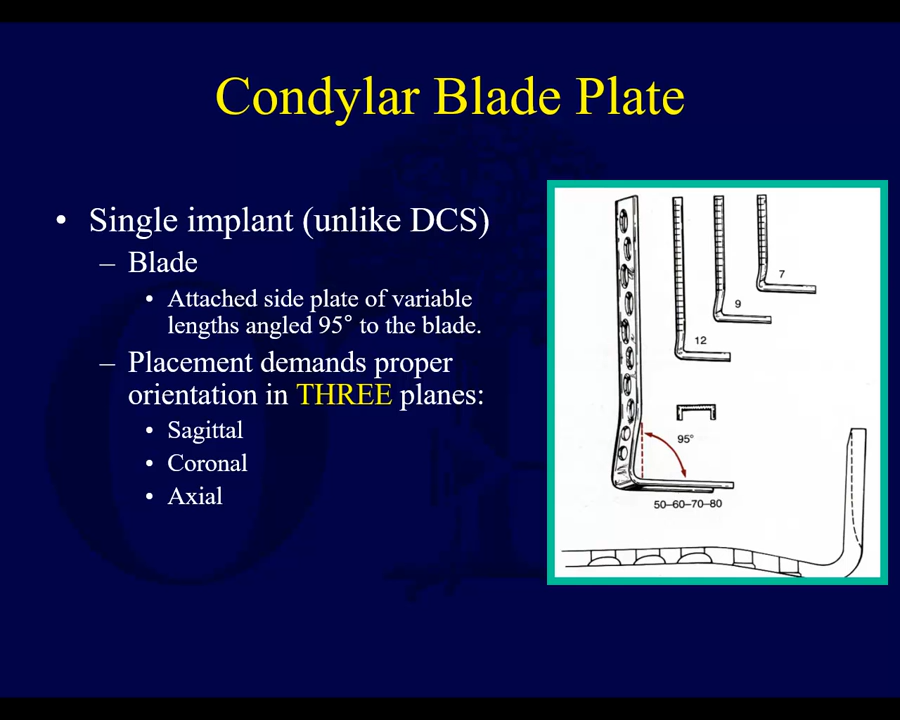 Condylar Blade Plate
• Single implant (unlike DCS)
– Blade
• Attached side plate of variable
lengths angled 95° to the blade.
– Placement demands proper
orientation in THREE planes:
• Sagittal
• Coronal
• Axial
7
9
12
95°
50–60–70–80